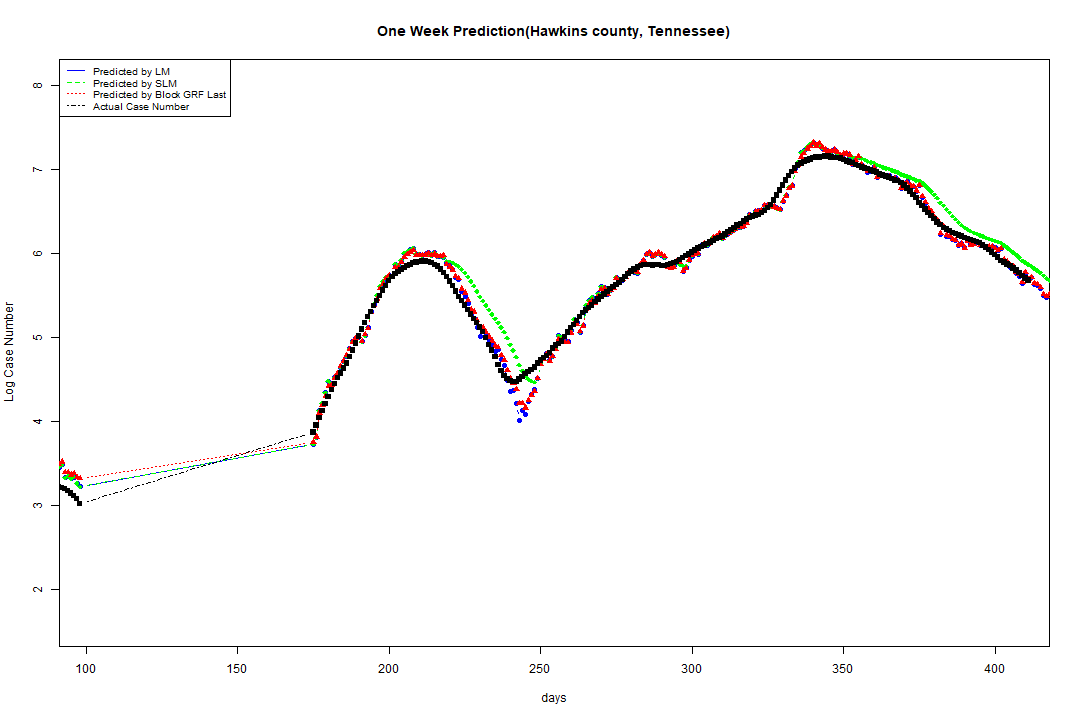 One Week Prediction(Hawkins county, Tennessee)
Predicted by LM
Predicted by SLM
Predicted by Block GRF Last
Actual Case Number
8
7
6
5
4
3
2
Log Case Number
100 150 200 250 300 350 400
days